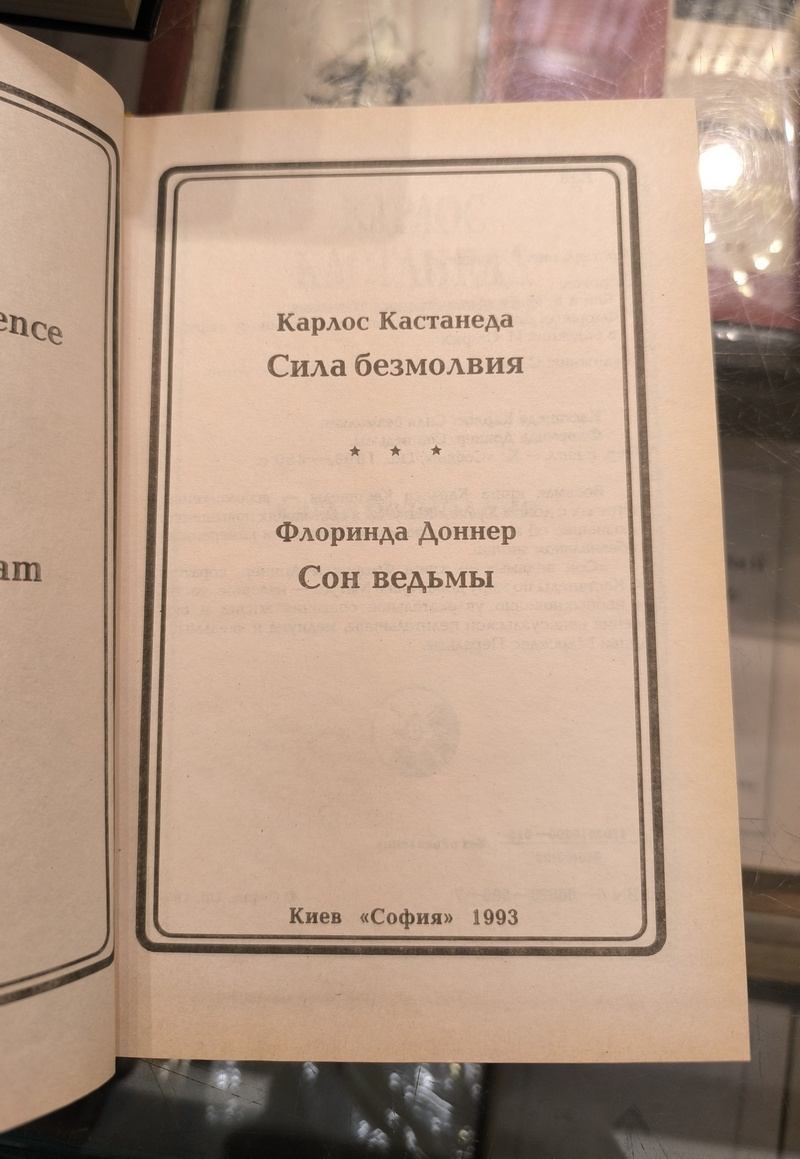 ence
am
Карлос Кастанеда
Сила безмолвия
★ ★ ★
Флоринда Доннер
Сон ведьмы
Киев «София» 1993